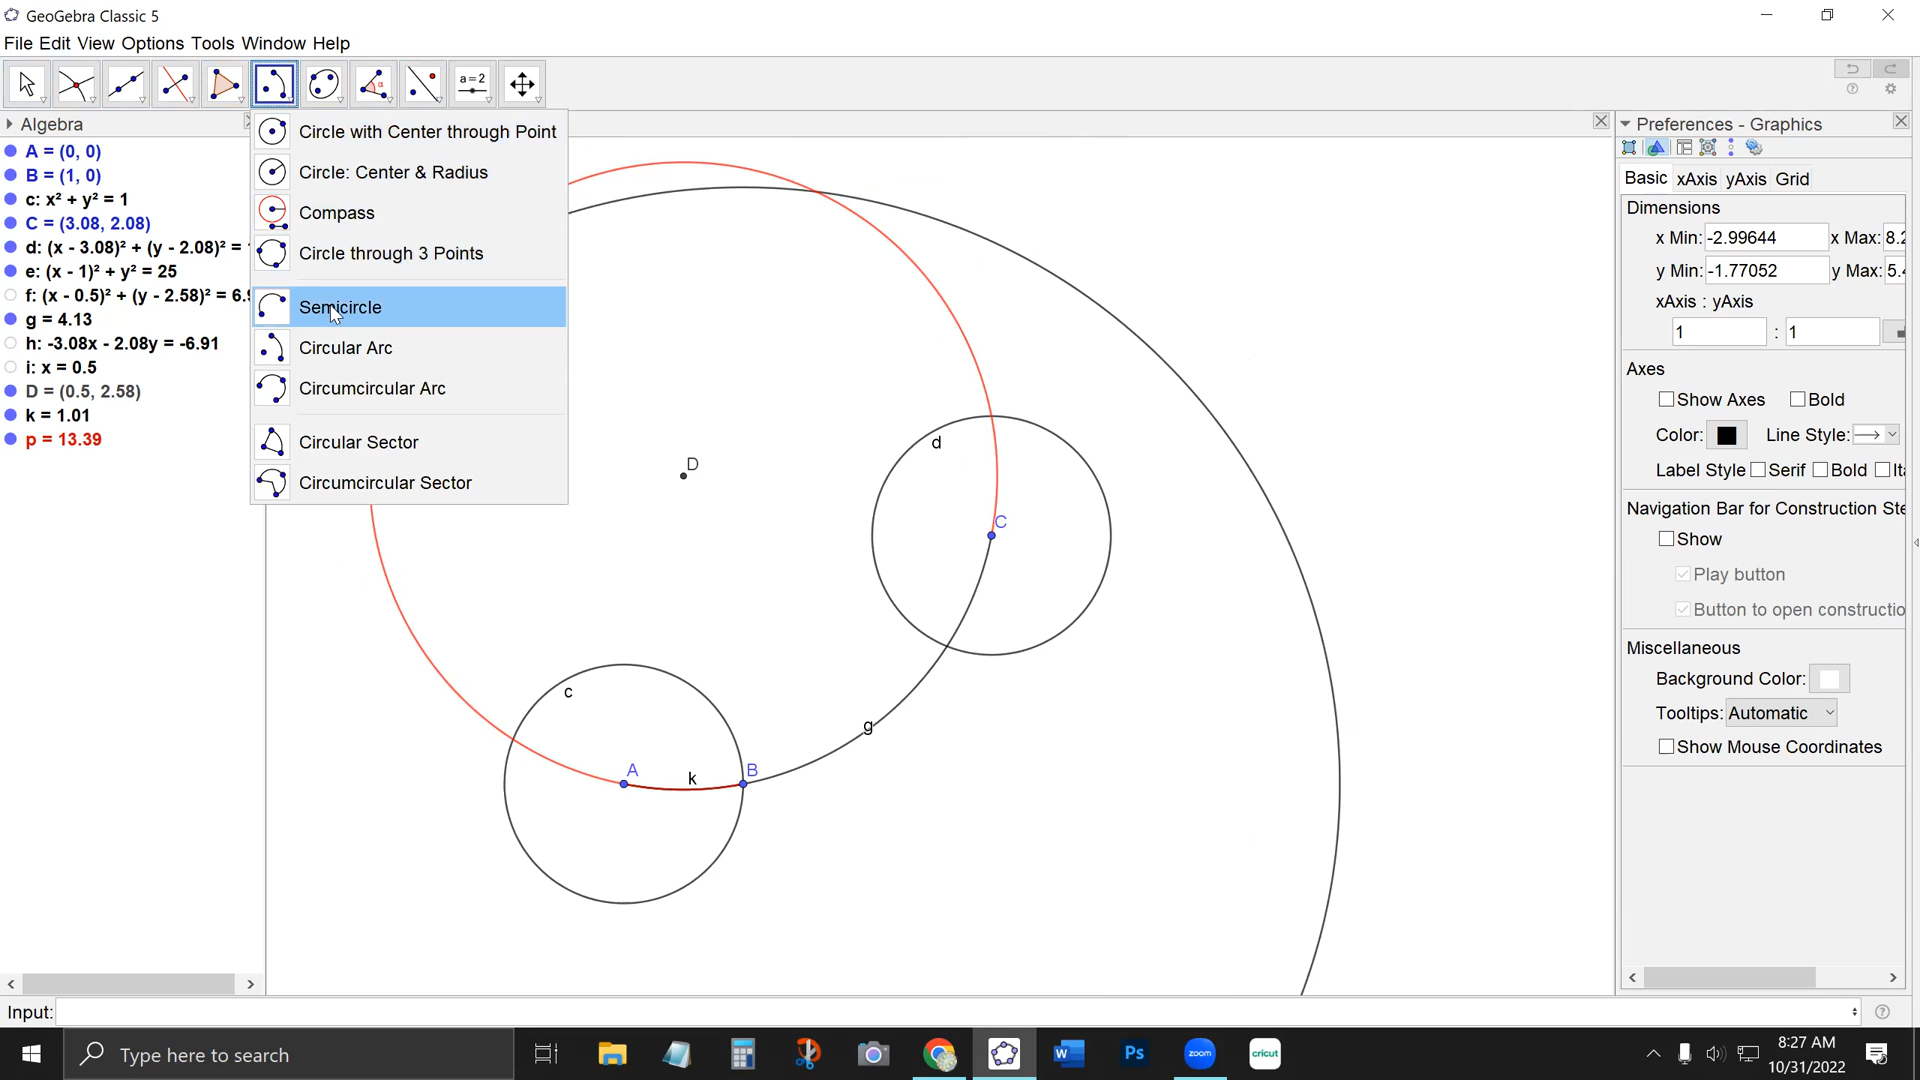 GeoGebra Classic 5
File Edit View Options Tools Window Help
a=2
Algebra
A = (0, 0)
B = (1, 0)
c: x² + y² = 1
C = (3.08, 2.08)
d: (x - 3.08)² + (y - 2.08)² =
e: (x - 1)² + y² = 25
f: (x - 0.5)² + (y - 2.58)² = 6.9
g = 4.13
h: -3.08x - 2.08y = -6.91
i: x = 0.5
D = (0.5, 2.58)
k = 1.01
p = 13.39
Circle with Center through Point
Circle: Center & Radius
Compass
Circle through 3 Points
Semicircle
Circular Arc
Circumcircular Arc
Circular Sector
Circumcircular Sector
D
d
C
c
g
A
k
B
Preferences - Graphics
Basic xAxis yAxis Grid
Dimensions
x Min: -2.99644 x Max: 8.2
y Min: -1.77052 y Max: 5.4
xAxis : yAxis
1 : 1
Axes
Show Axes Bold
Color: Line Style:
Label Style Serif Bold Ita
Navigation Bar for Construction Ste
Show
Play button
Button to open constructio
Miscellaneous
Background Color:
Tooltips: Automatic
Show Mouse Coordinates
Input:
Type here to search
W
Ps
zoom
cricut
8:27 AM
10/31/2022